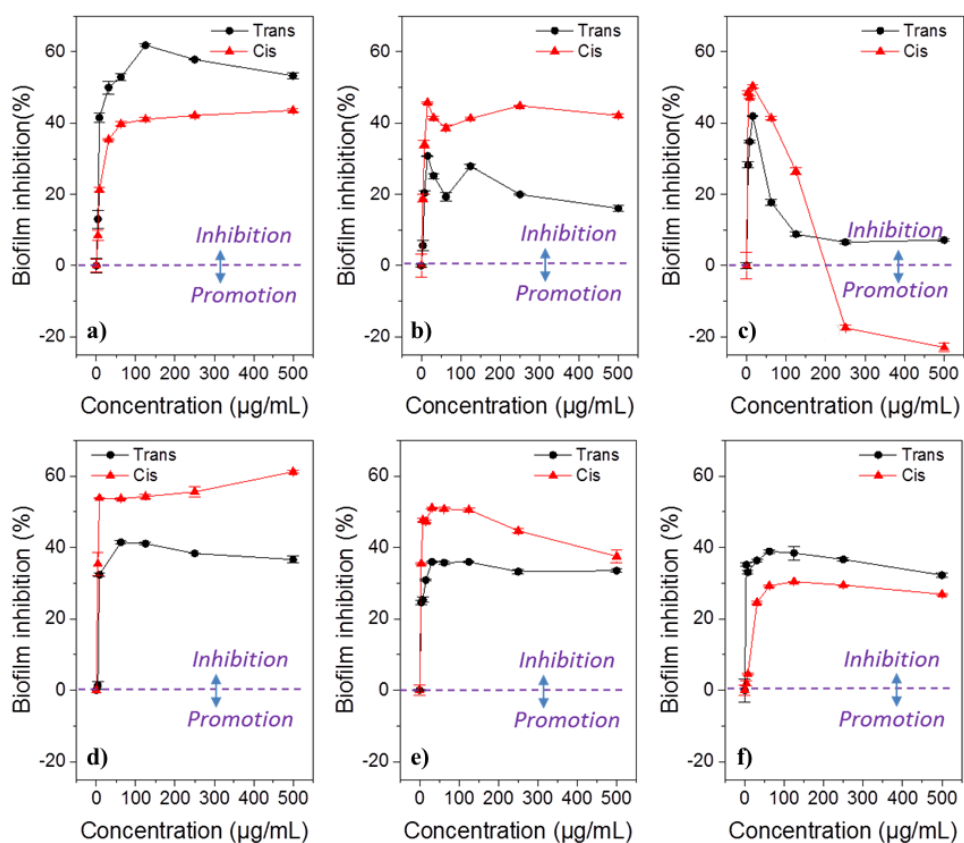 Biofilm inhibition(%)
60
40
20
0
-20
Trans
Cis
Inhibition
Promotion
a)
0 100 200 300 400 500
Concentration (µg/mL)
Biofilm inhibition(%)
60
40
20
0
-20
Trans
Cis
Inhibition
Promotion
b)
0 100 200 300 400 500
Concentration (µg/mL)
Biofilm inhibition(%)
60
40
20
0
-20
Trans
Cis
Inhibition
Promotion
c)
0 100 200 300 400 500
Concentration (µg/mL)
Biofilm inhibition (%)
60
40
20
0
-20
Trans
Cis
Inhibition
Promotion
d)
0 100 200 300 400 500
Concentration (µg/mL)
Biofilm inhibition (%)
60
40
20
0
-20
Trans
Cis
Inhibition
Promotion
e)
0 100 200 300 400 500
Concentration (µg/mL)
Biofilm inhibition (%)
60
40
20
0
-20
Trans
Cis
Inhibition
Promotion
f)
0 100 200 300 400 500
Concentration (µg/mL)